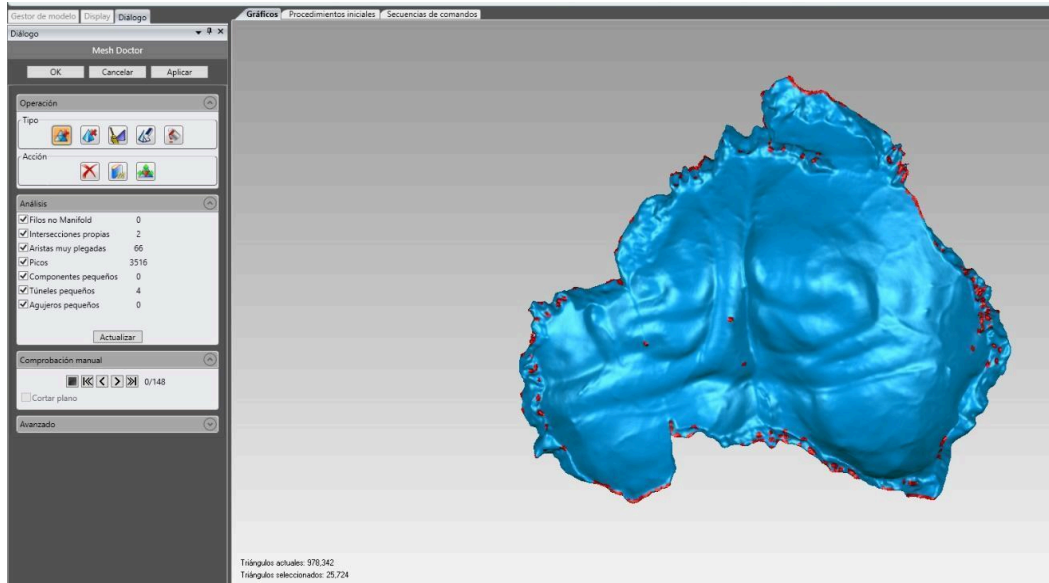 Gestor de modelo Display Diálogo
Gráficos Procedimientos iniciales Secuencias de comandos
Diálogo
Mesh Doctor
OK Cancelar Aplicar
Operación
Tipo
Acción
Análisis
Filos no Manifold 0
Intersecciones propias 2
Aristas muy plegadas 66
Picos 3516
Componentes pequeños 0
Túneles pequeños 4
Agujeros pequeños 0
Actualizar
Comprobación manual
0/148
Cortar plano
Avanzado
Triángulos actuales: 978,342
Triángulos seleccionados: 25,724